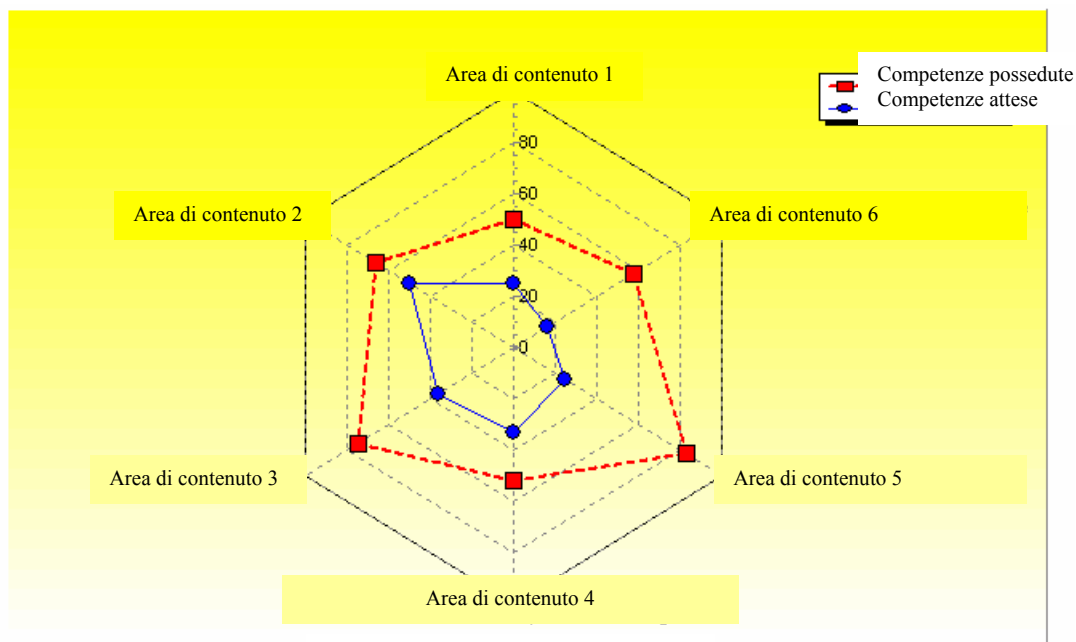 Area di contenuto 1
Competenze possedute
Competenze attese
80
Area di contenuto 2
60
Area di contenuto 6
40
20
0
Area di contenuto 3
Area di contenuto 5
Area di contenuto 4